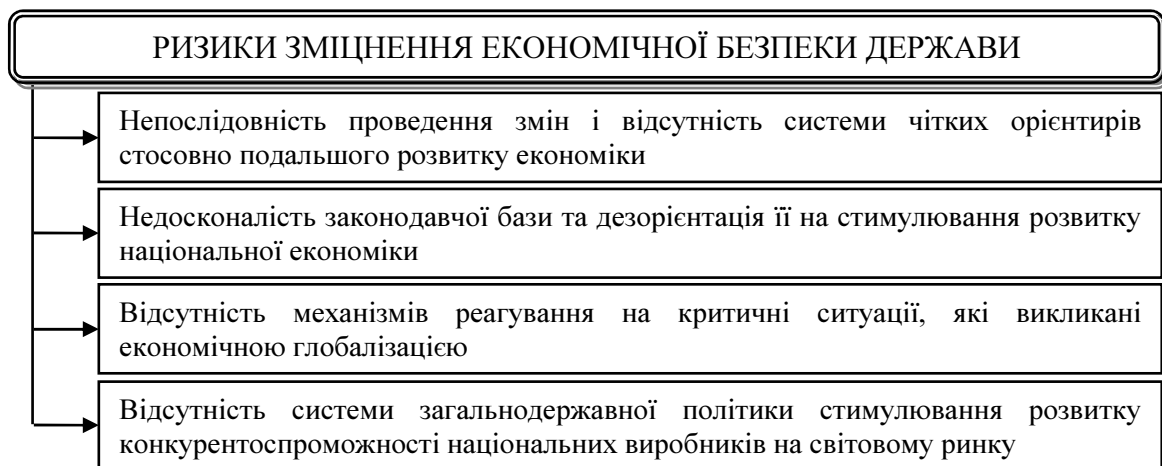 РИЗИКИ ЗМІЦНЕННЯ ЕКОНОМІЧНОЇ БЕЗПЕКИ ДЕРЖАВИ
Непослідовність проведення змін і відсутність системи чітких орієнтирів
стосовно подальшого розвитку економіки
Недосконалість законодавчої бази та дезорієнтація її на стимулювання розвитку
національної економіки
Відсутність механізмів реагування на критичні ситуації, які викликані
економічною глобалізацією
Відсутність системи загальнодержавної політики стимулювання розвитку
конкурентоспроможності національних виробників на світовому ринку